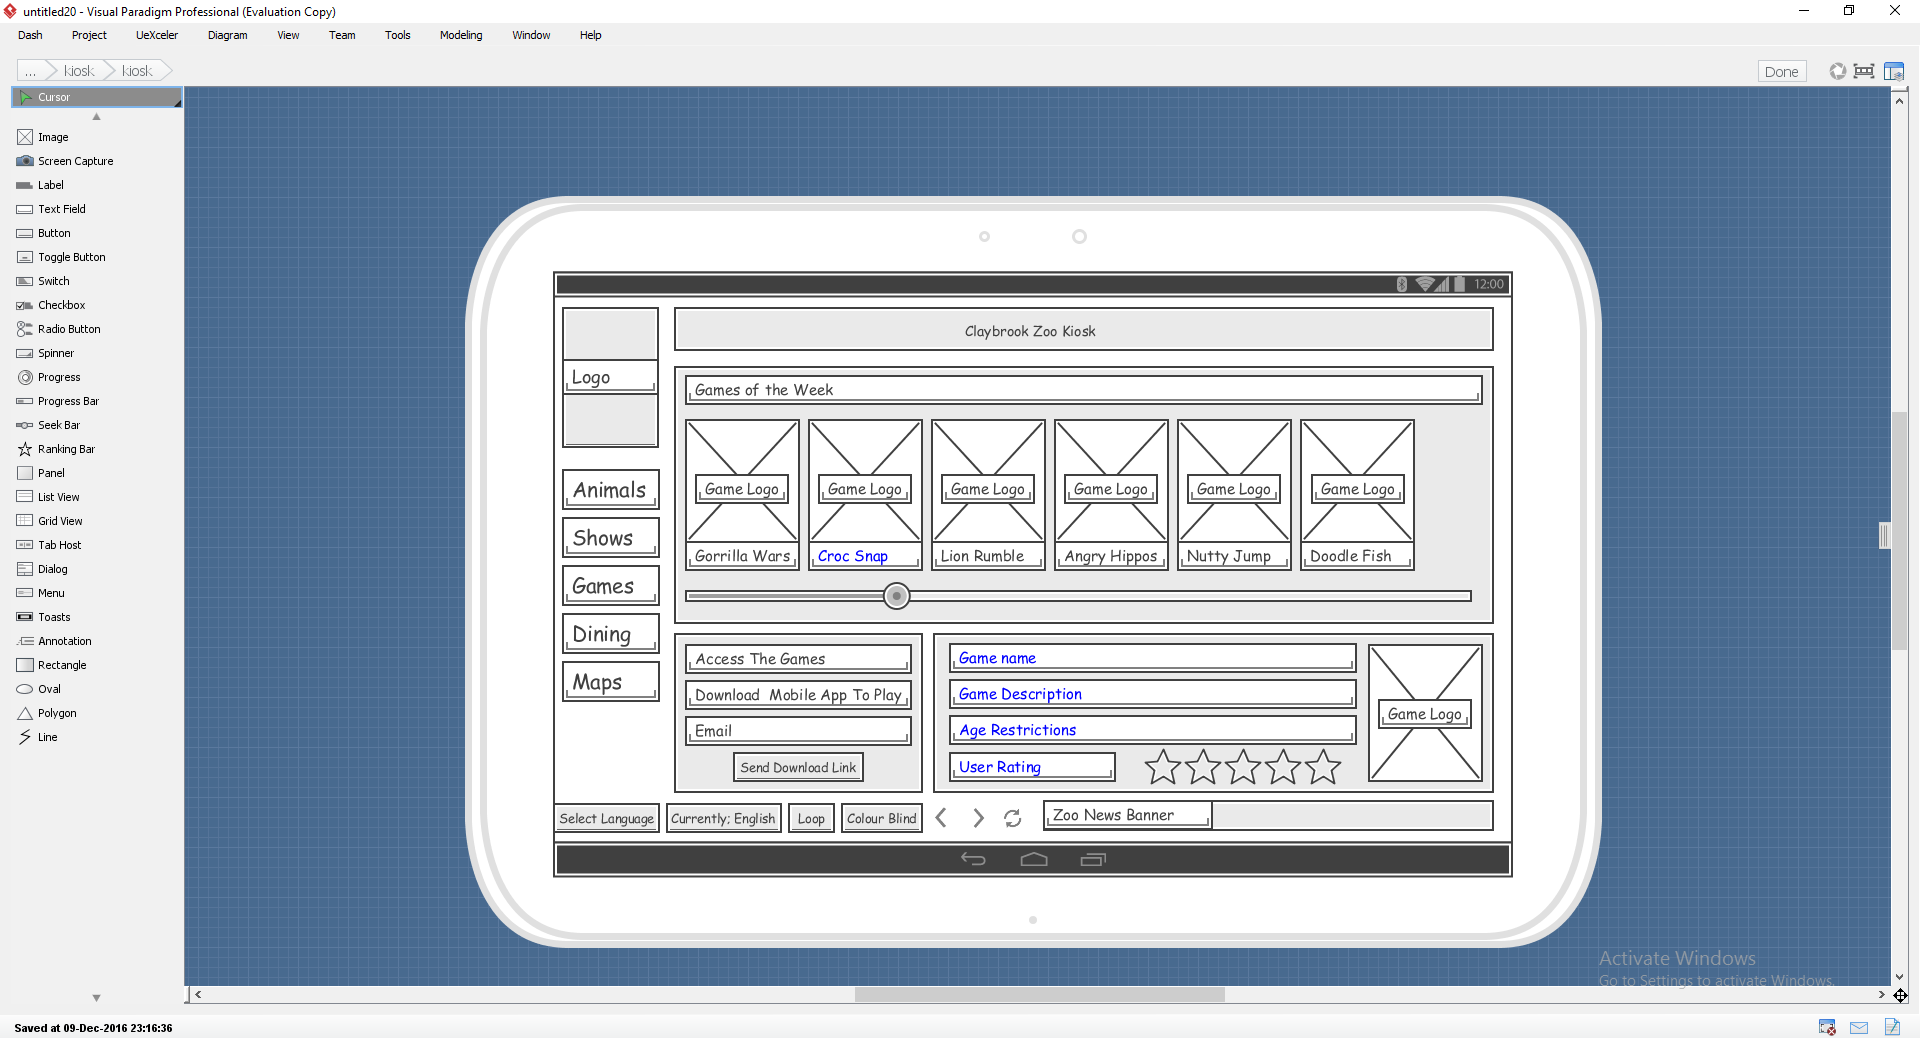 untitled20 - Visual Paradigm Professional (Evaluation Copy)
Dash Project UeXceler Diagram View Team Tools Modeling Window Help
... kiosk kiosk Done
Cursor
Image
Screen Capture
Label
Text Field
Button
Toggle Button
Switch
Checkbox
Radio Button
Spinner
Progress
Progress Bar
Seek Bar
Ranking Bar
Panel
List View
Grid View
Tab Host
Dialog
Menu
Toasts
Annotation
Rectangle
Oval
Polygon
Line
12:00
Claybrook Zoo Kiosk
Logo
Games of the Week
Game Logo Game Logo Game Logo Game Logo Game Logo Game Logo
Gorrilla Wars Croc Snap Lion Rumble Angry Hippos Nutty Jump Doodle Fish
Animals
Shows
Games
Dining
Maps
Access The Games
Download Mobile App To Play
Email
Send Download Link
Game name
Game Description
Age Restrictions
User Rating
Game Logo
Select Language Currently; English Loop Colour Blind Zoo News Banner
Activate Windows
Go to Settings to activate Windows.
Saved at 09-Dec-2016 23:16:36